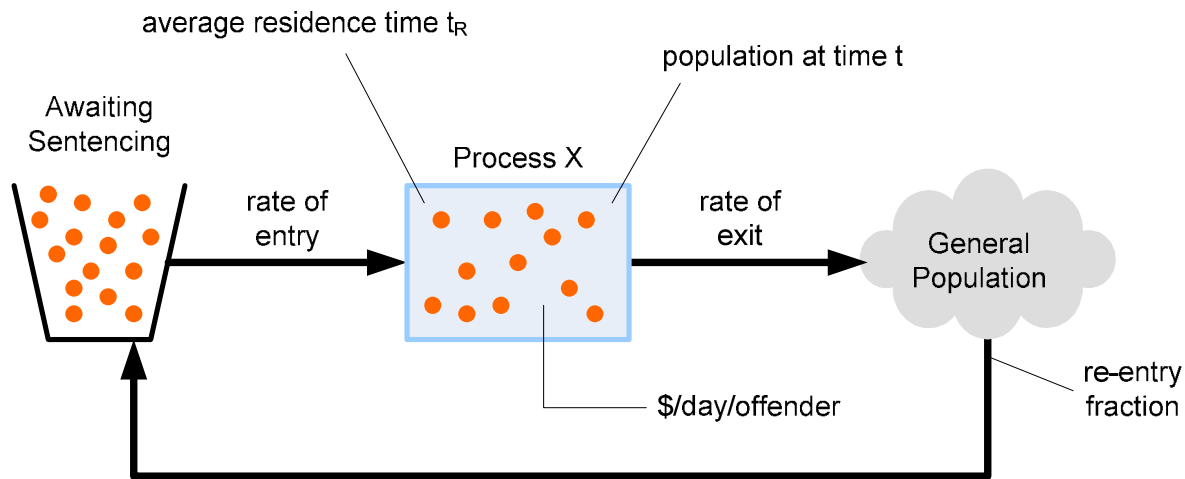 average residence time tR
population at time t
Awaiting
Sentencing
Process X
rate of
entry
rate of
exit
General
Population
$/day/offender
re-entry
fraction